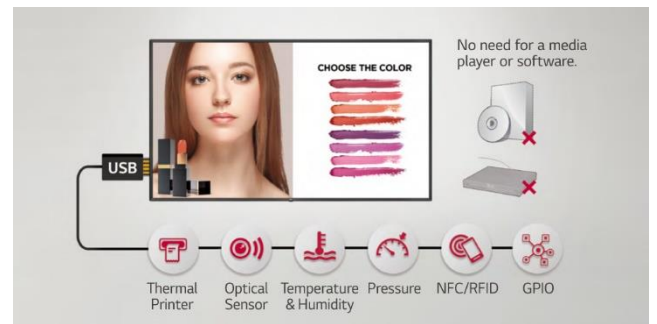 No need for a media
player or software.
CHOOSE THE COLOR
USB
Thermal
Printer
Optical
Sensor
Temperature
& Humidity
Pressure
NFC/RFID
GPIO